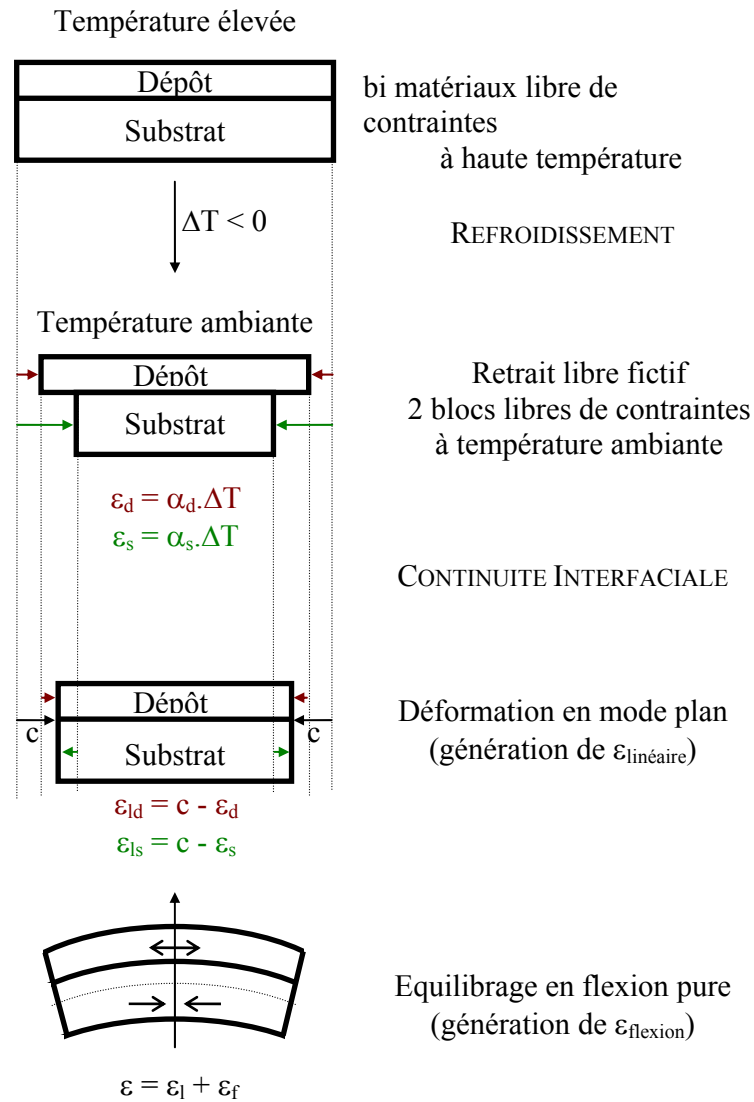 Température élevée
Dépôt
Substrat
bi matériaux libre de
contraintes
à haute température
ΔT < 0
REFROIDISSEMENT
Température ambiante
Dépôt
Substrat
Retrait libre fictif
2 blocs libres de contraintes
à température ambiante
εd = αd.ΔT
εs = αs.ΔT
CONTINUITE INTERFACIALE
Dépôt
c
c
Substrat
Déformation en mode plan
(génération de εlinéaire)
εld = c - εd
εls = c - εs
Equilibrage en flexion pure
(génération de εflexion)
ε = εl + εf